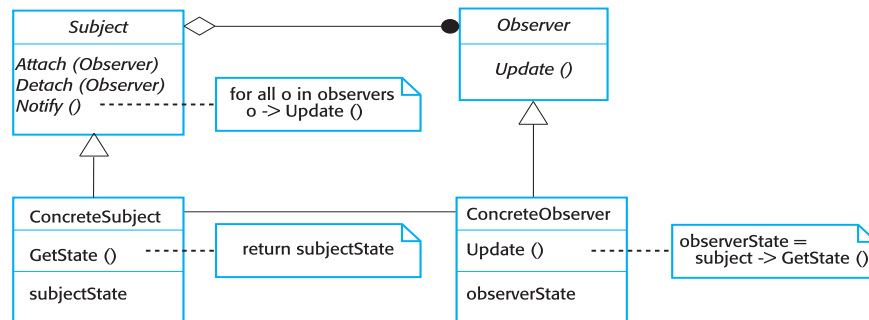 Subject
Observer
Attach (Observer)
Detach (Observer)
Notify ()
for all o in observers
o -> Update ()
Update ()
ConcreteSubject
GetState ()
subjectState
return subjectState
ConcreteObserver
Update ()
observerState
observerState =
subject -> GetState ()